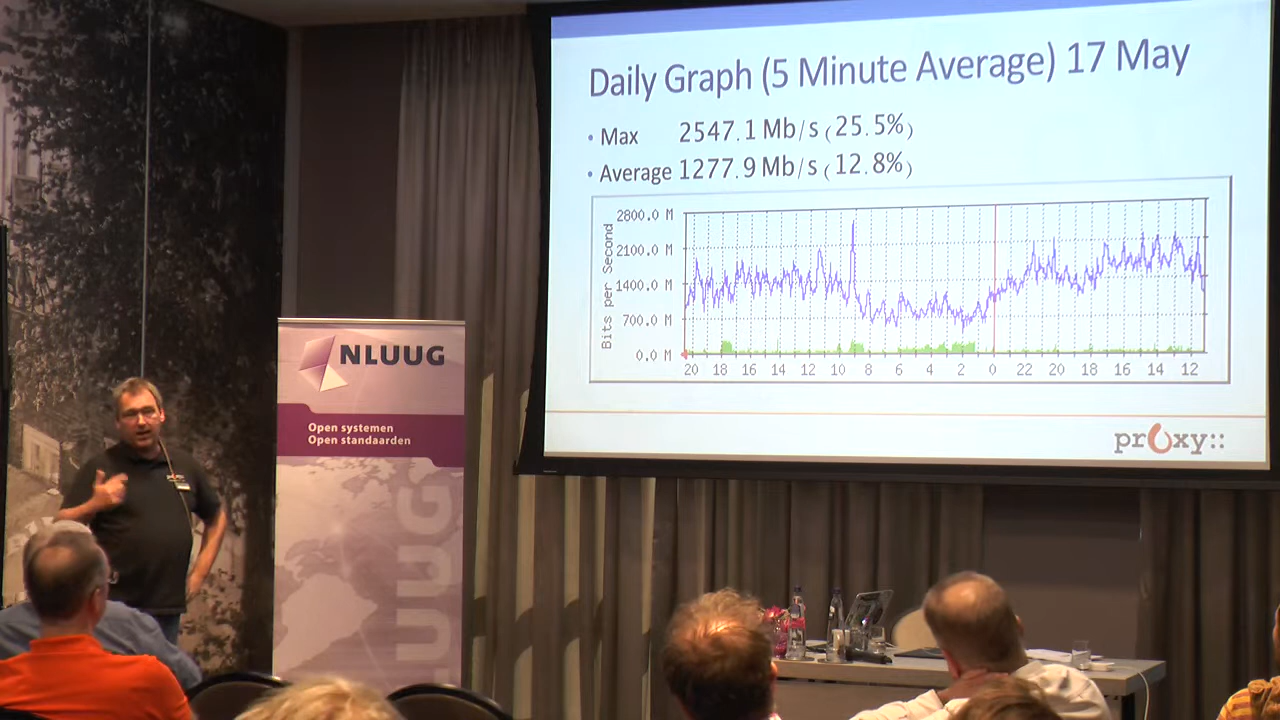 Daily Graph (5 Minute Average) 17 May
• Max 2547.1 Mb/s (25.5%)
• Average 1277.9 Mb/s (12.8%)
2800.0 M
2100.0 M
1400.0 M
700.0 M
0.0 M
Bits per Second
20 18 16 14 12 10 8 6 4 2 0 22 20 18 16 14 12
proxy::
NLUUG
Open systemen
Open standaarden
NLUUG